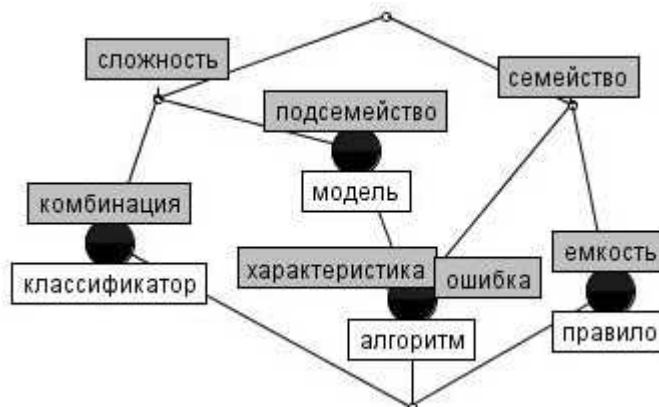 сложность
семейство
подсемейство
модель
комбинация
классификатор
характеристика
ошибка
емкость
алгоритм
правило